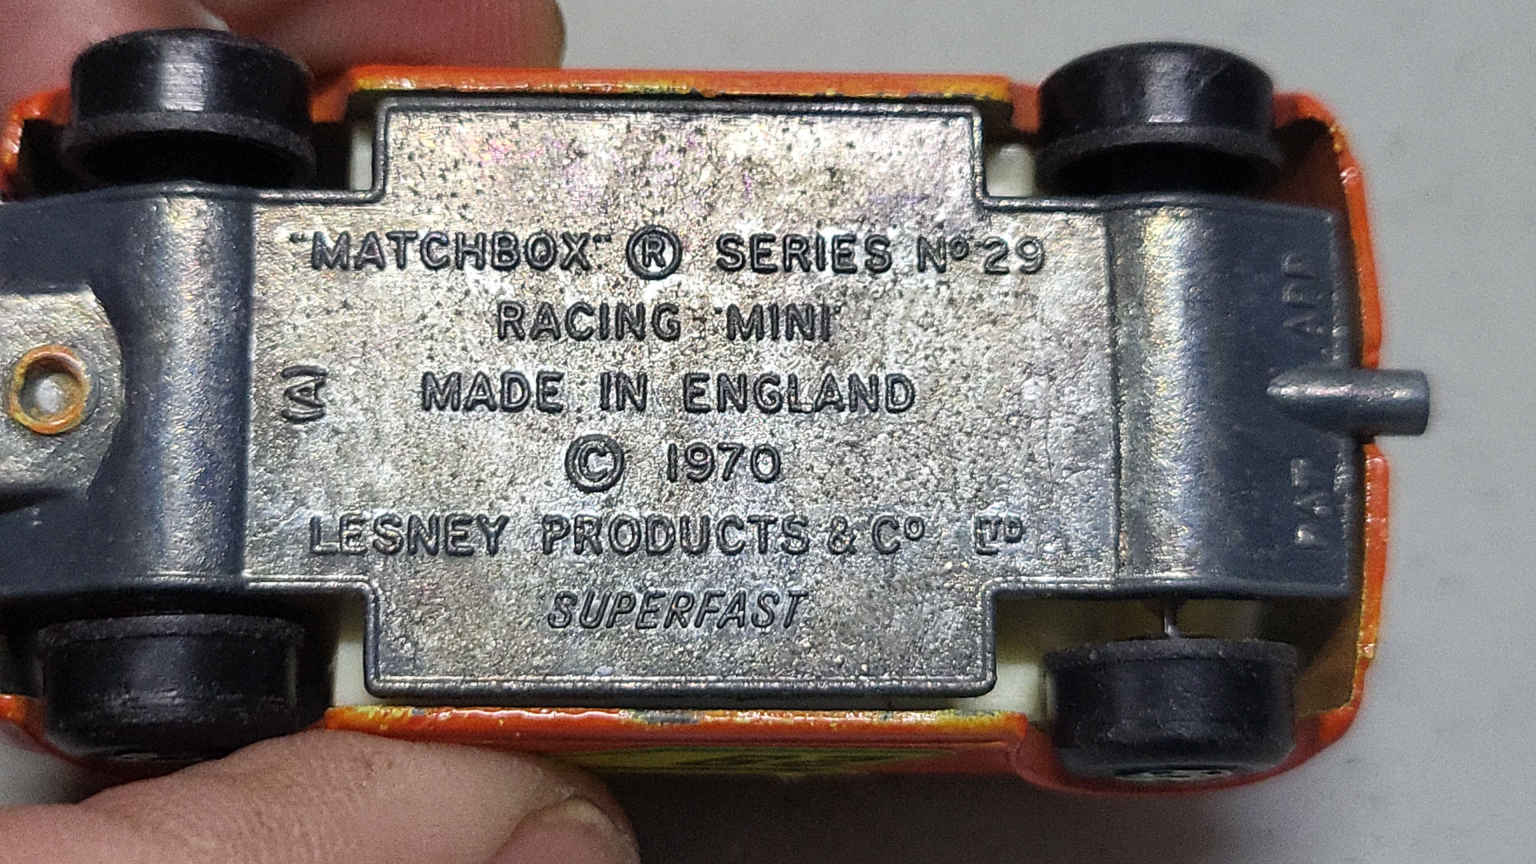 "MATCHBOX" ® SERIES Nº 29
RACING "MINI"
(A)
MADE IN ENGLAND
© 1970
LESNEY PRODUCTS & Cº LTD
SUPERFAST
PAT APP